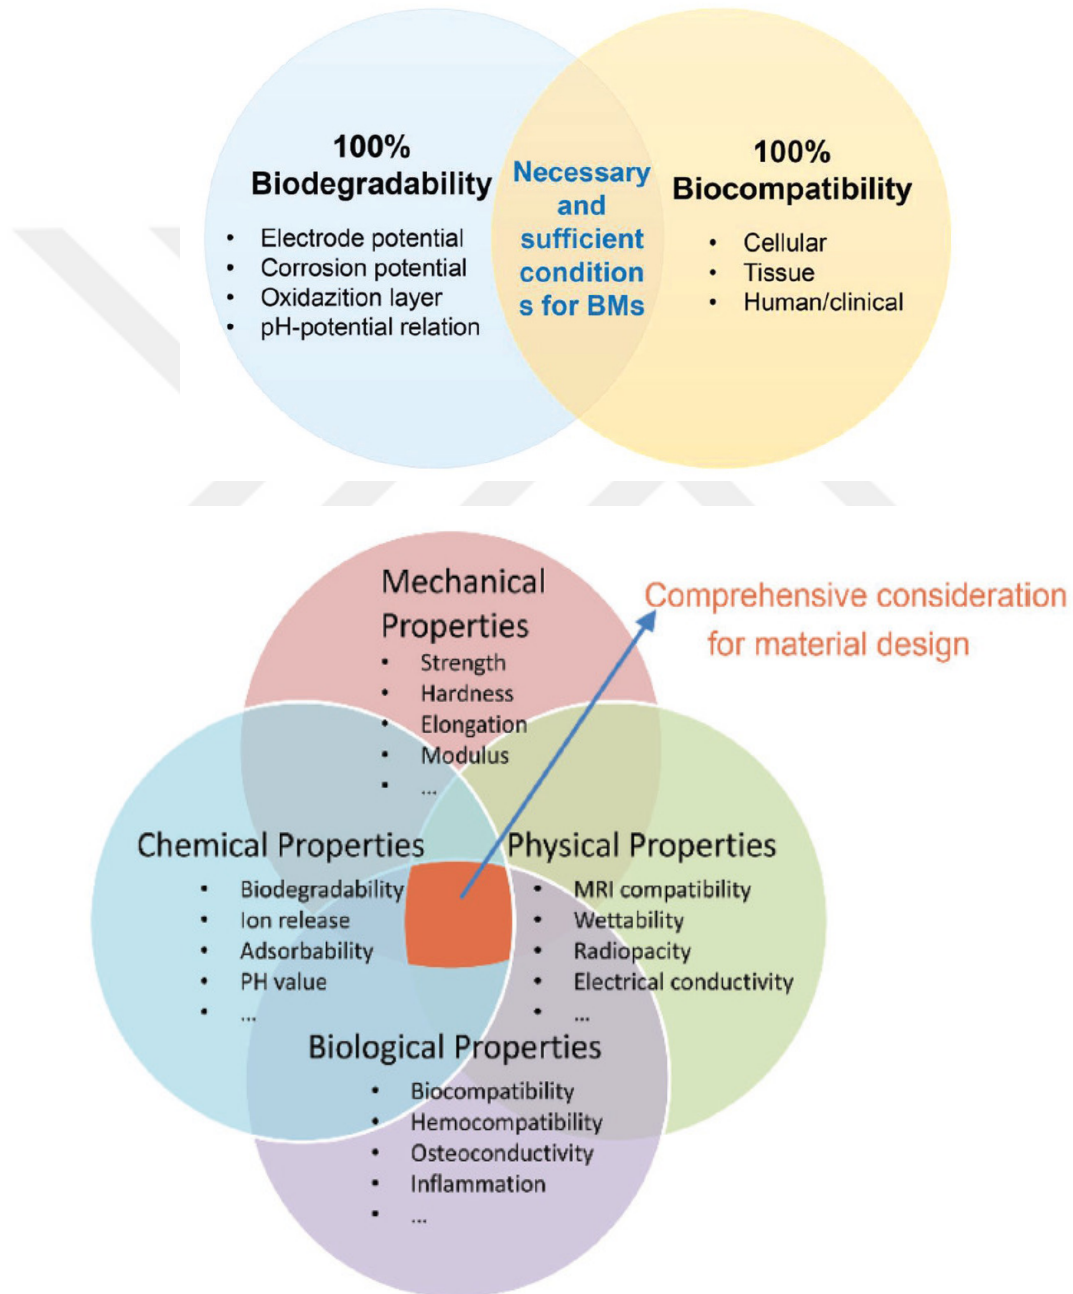 100%
Biodegradability
• Electrode potential
• Corrosion potential
• Oxidazition layer
• pH-potential relation
Necessary
and
sufficient
condition
s for BMs
100%
Biocompatibility
• Cellular
• Tissue
• Human/clinical
Mechanical
Properties
• Strength
• Hardness
• Elongation
• Modulus
• ...
Comprehensive consideration
for material design
Chemical Properties
• Biodegradability
• Ion release
• Adsorbability
• PH value
• ...
Physical Properties
• MRI compatibility
• Wettability
• Radiopacity
• Electrical conductivity
• ...
Biological Properties
• Biocompatibility
• Hemocompatibility
• Osteoconductivity
• Inflammation
• ...